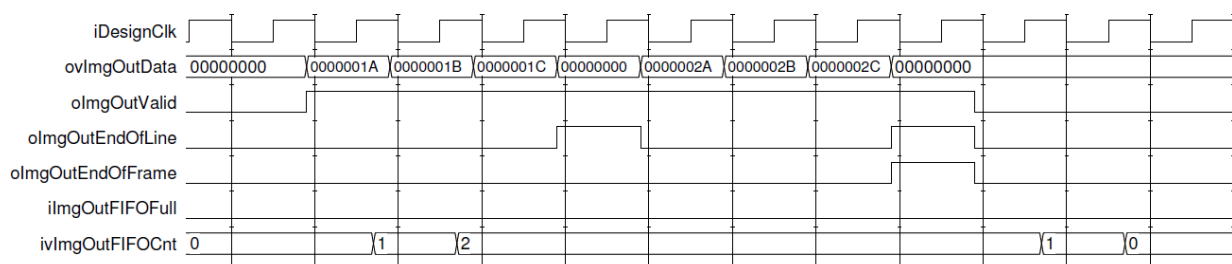 iDesignClk
ovImgOutData 00000000 0000001A 0000001B 0000001C 00000000 0000002A 0000002B 0000002C 00000000
oImgOutValid
oImgOutEndOfLine
oImgOutEndOfFrame
iImgOutFIFOFull
ivImgOutFIFOCnt 0 1 2 1 0